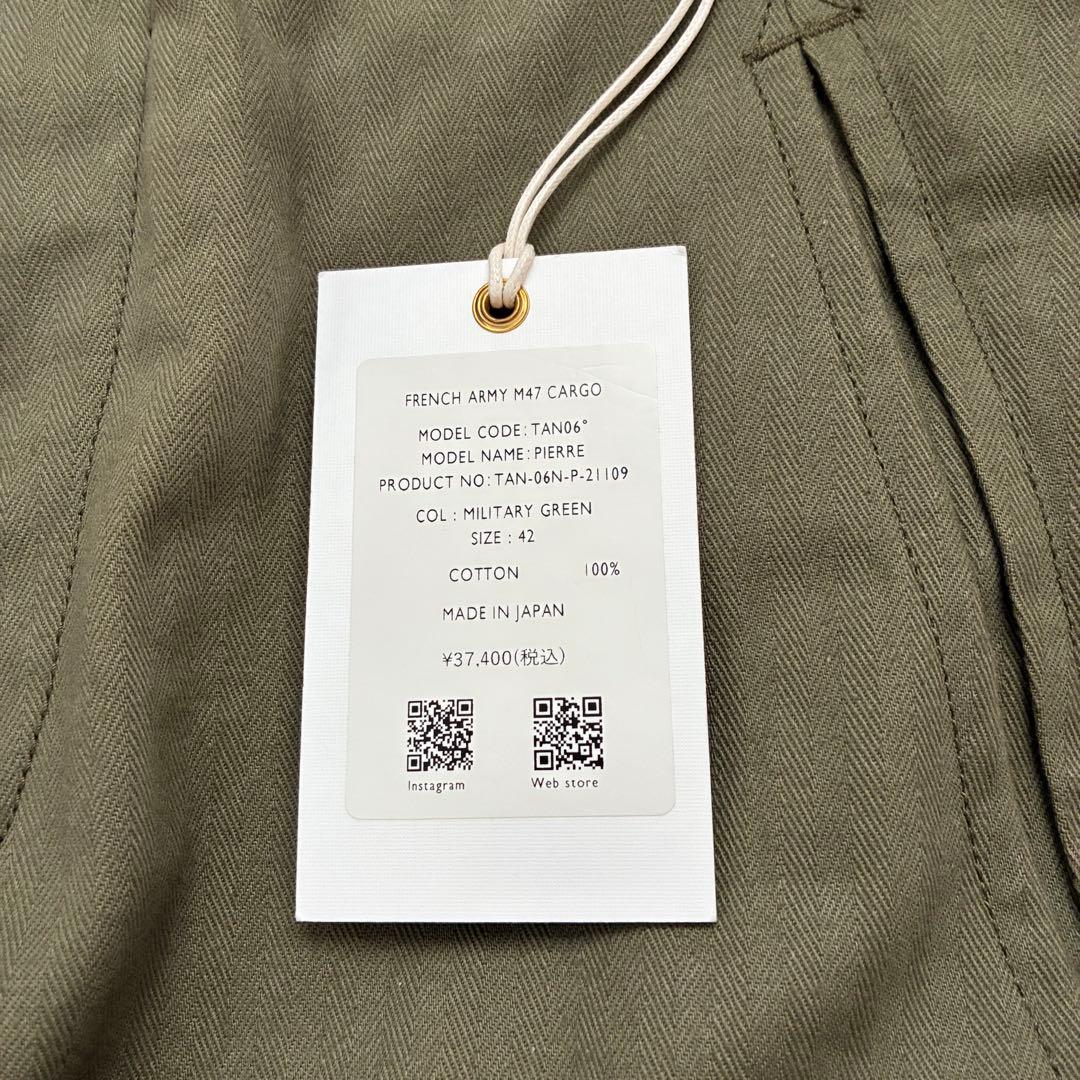 FRENCH ARMY M47 CARGO
MODEL CODE: TAN06°
MODEL NAME: PIERRE
PRODUCT NO: TAN-06N-P-21109
COL : MILITARY GREEN
SIZE : 42
COTTON 100%
MADE IN JAPAN
¥37,400(税込)
Instagram Web store